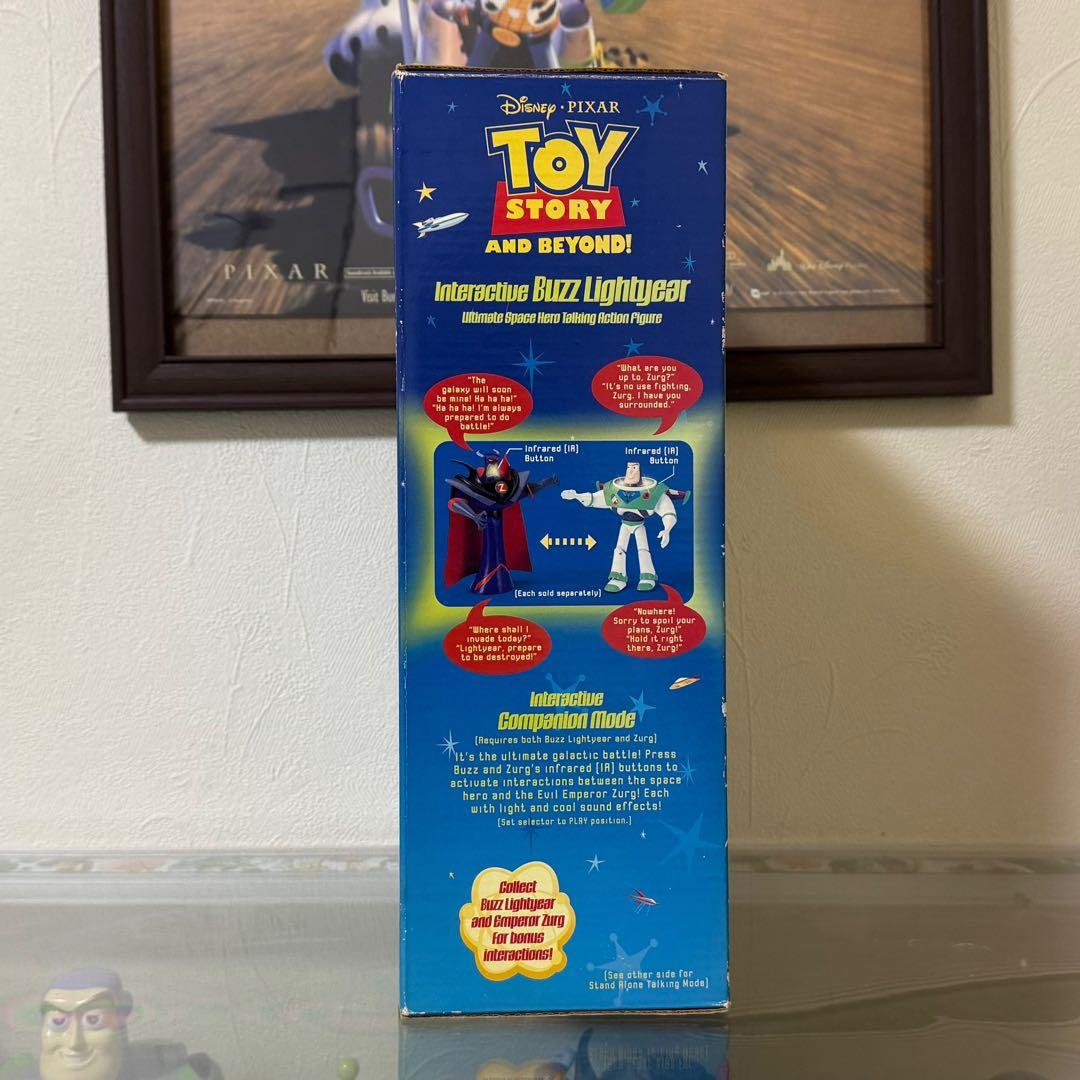 PIXAR
Visit Bu
DISNEY · PIXAR
TOY
STORY
AND BEYOND!
Interactive Buzz Lightyear
Ultimate Space Hero Talking Action Figure
"The
galaxy will soon
be mine! Ha ha ha!"
"Ha ha ha! I'm always
prepared to do
battle!"
"What are you
up to, Zurg?"
"It's no use fighting,
Zurg. I have you
surrounded."
Infrared (IR)
Button
Infrared (IR)
Button
Z
(Each sold separately)
"Where shall I
invade today?"
"Lightyear, prepare
to be destroyed!"
"Nowhere!
Sorry to spoil your
plans, Zurg!"
"Hold it right
there, Zurg!"
Interactive
Companion Mode
(Requires both Buzz Lightyear and Zurg)
It's the ultimate galactic battle! Press
Buzz and Zurg's infrared (IR) buttons to
activate interactions between the space
hero and the Evil Emperor Zurg! Each
with light and cool sound effects!
(Set selector to PLAY position.)
Collect
Buzz Lightyear
and Emperor Zurg
For bonus
interactions!
(See other side for
Stand Alone Talking Mode)